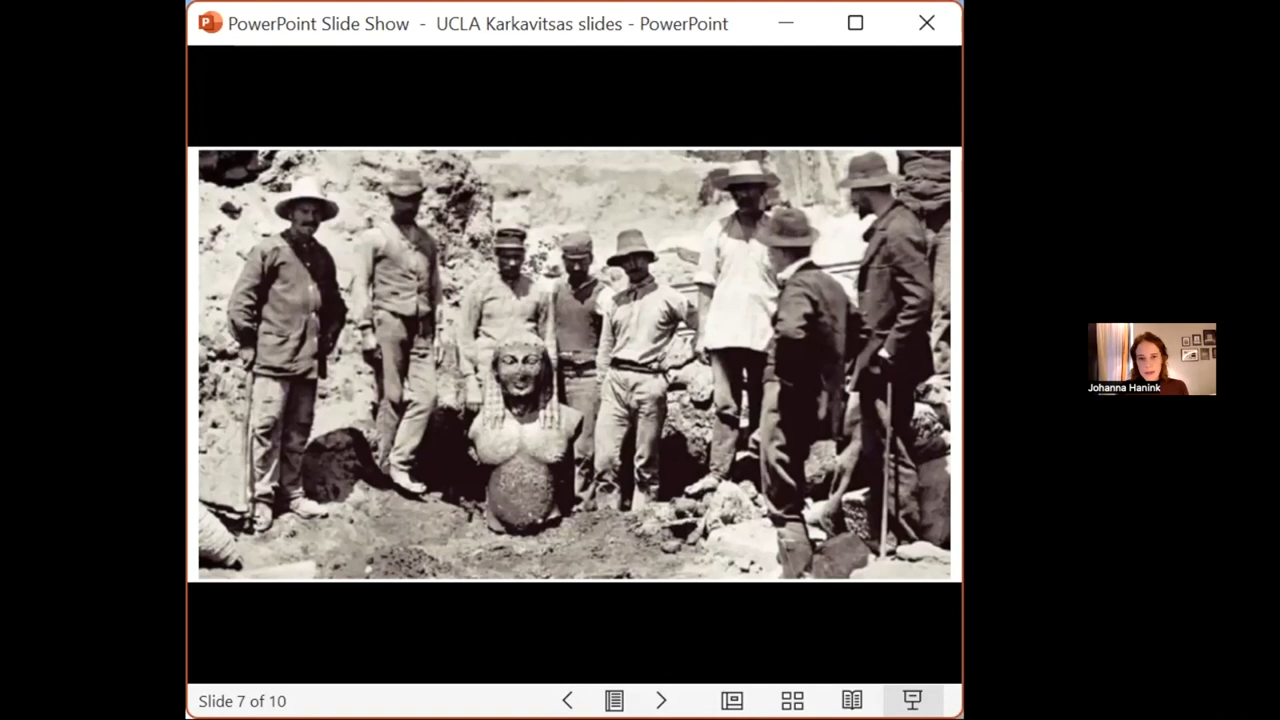 PowerPoint Slide Show - UCLA Karkavitsas slides - PowerPoint
Johanna Hanink
Slide 7 of 10